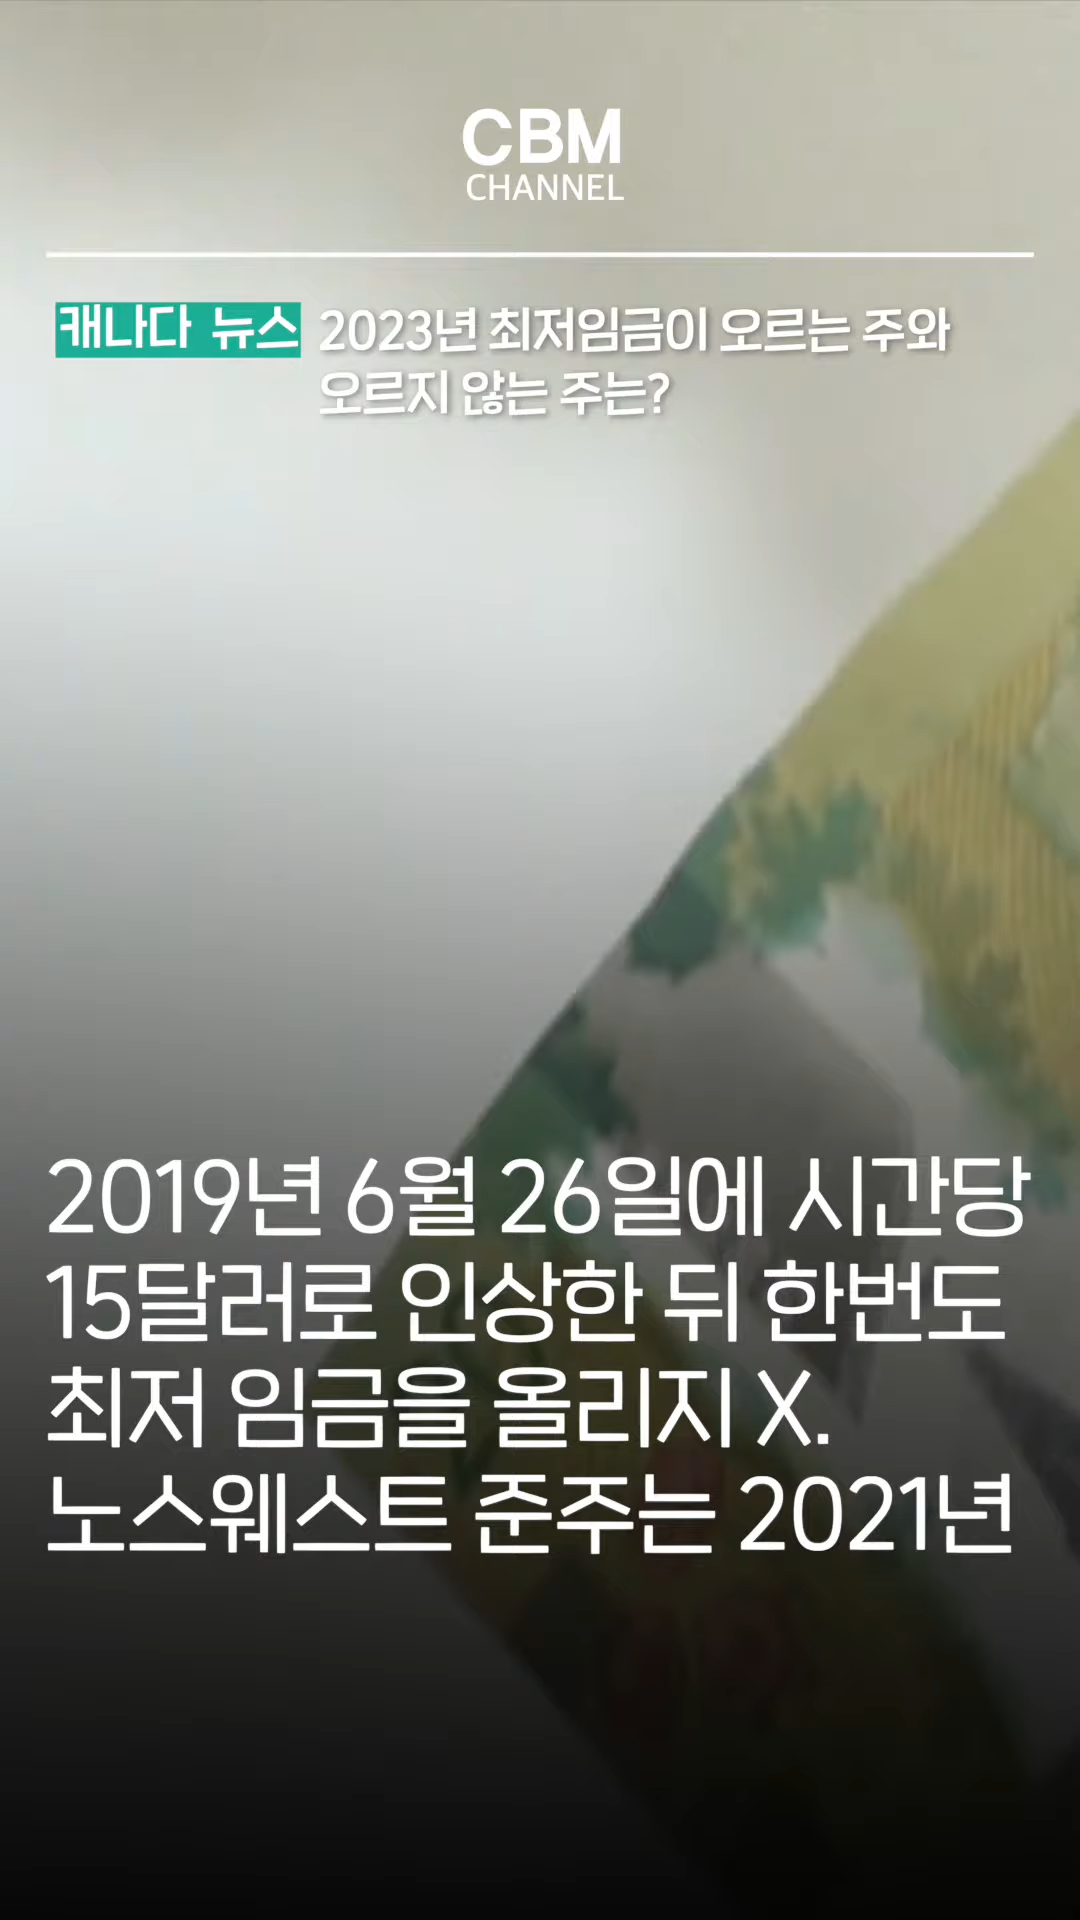 CBM
CHANNEL
캐나다 뉴스 2023년 최저임금이 오르는 주와
오르지 않는 주는?
2019년 6월 26일에 시간당
15달러로 인상한 뒤 한번도
최저 임금을 올리지 X.
노스웨스트 준주는 2021년